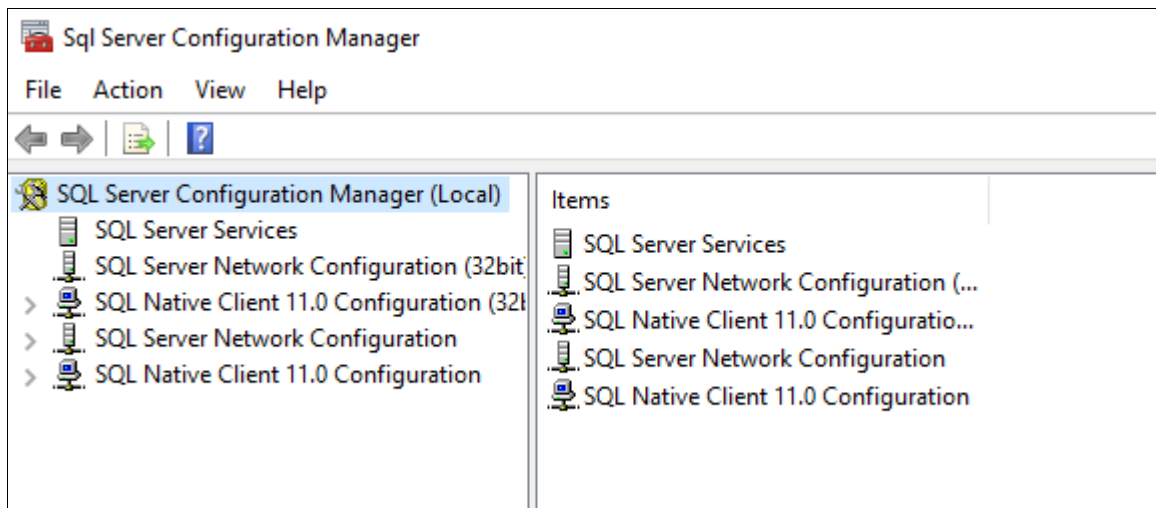 Sql Server Configuration Manager
File Action View Help
SQL Server Configuration Manager (Local)
SQL Server Services
SQL Server Network Configuration (32bit
SQL Native Client 11.0 Configuration (32b
SQL Server Network Configuration
SQL Native Client 11.0 Configuration
Items
SQL Server Services
SQL Server Network Configuration (...
SQL Native Client 11.0 Configuratio...
SQL Server Network Configuration
SQL Native Client 11.0 Configuration